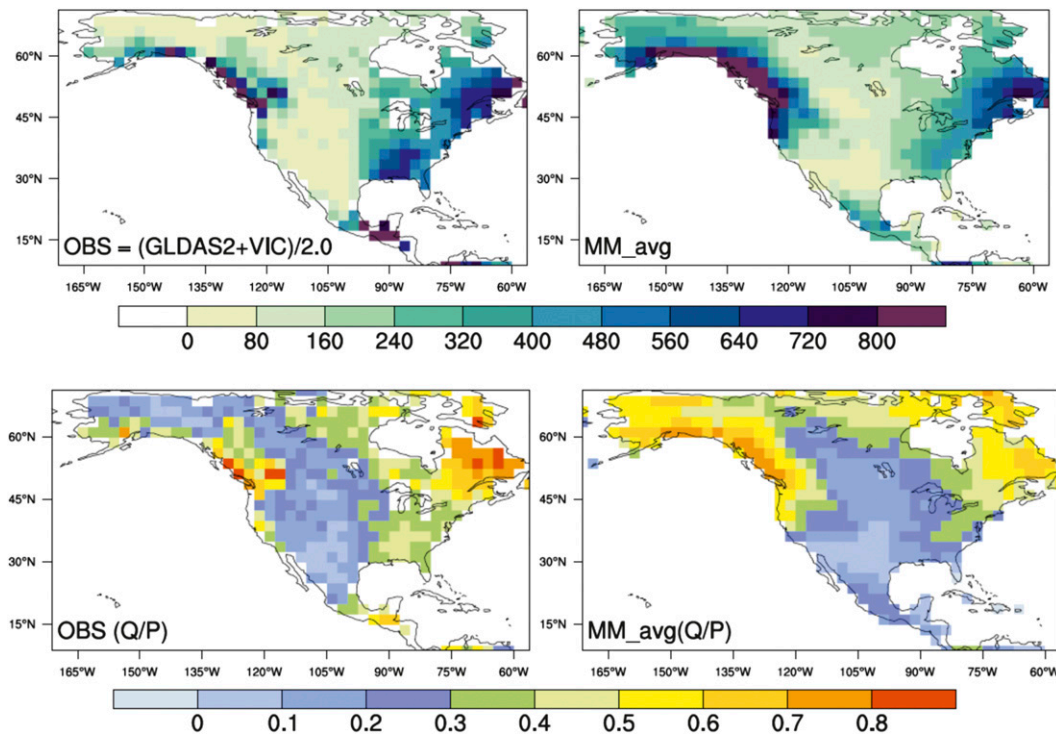 60°N
45°N
30°N
15°N
OBS = (GLDAS2+VIC)/2.0
165°W 150°W 135°W 120°W 105°W 90°W 75°W 60°W
60°N
45°N
30°N
15°N
MM_avg
165°W 150°W 135°W 120°W 105°W 90°W 75°W 60°W
0 80 160 240 320 400 480 560 640 720 800
60°N
45°N
30°N
15°N
OBS (Q/P)
165°W 150°W 135°W 120°W 105°W 90°W 75°W 60°W
60°N
45°N
30°N
15°N
MM_avg(Q/P)
165°W 150°W 135°W 120°W 105°W 90°W 75°W 60°W
0 0.1 0.2 0.3 0.4 0.5 0.6 0.7 0.8